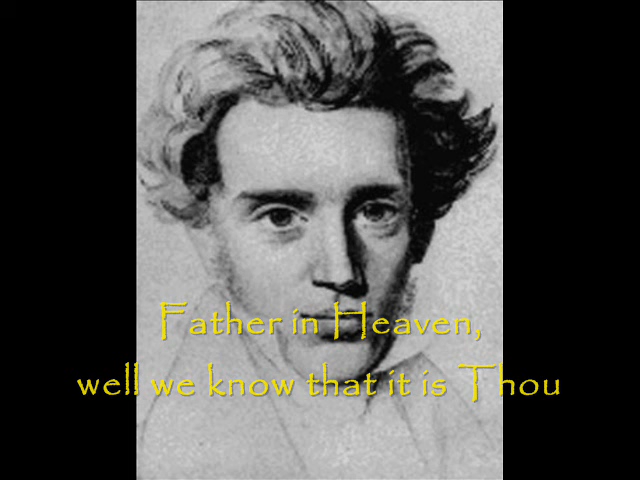 Father in Heaven,
well we know that it is Thou